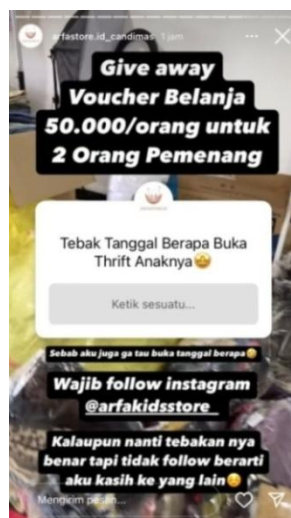 arfastore.id_candimas 1 jam
Give away
Voucher Belanja
50.000/orang untuk
2 Orang Pemenang
Tebak Tanggal Berapa Buka
Thrift Anaknya🤩
Ketik sesuatu...
Sebab aku juga ga tau buka tanggal berapa🤣
Wajib follow instagram
@arfakidsstore_
Kalaupun nanti tebakan nya
benar tapi tidak follow berarti
aku kasih ke yang lain☺️
Mengirim pesan...